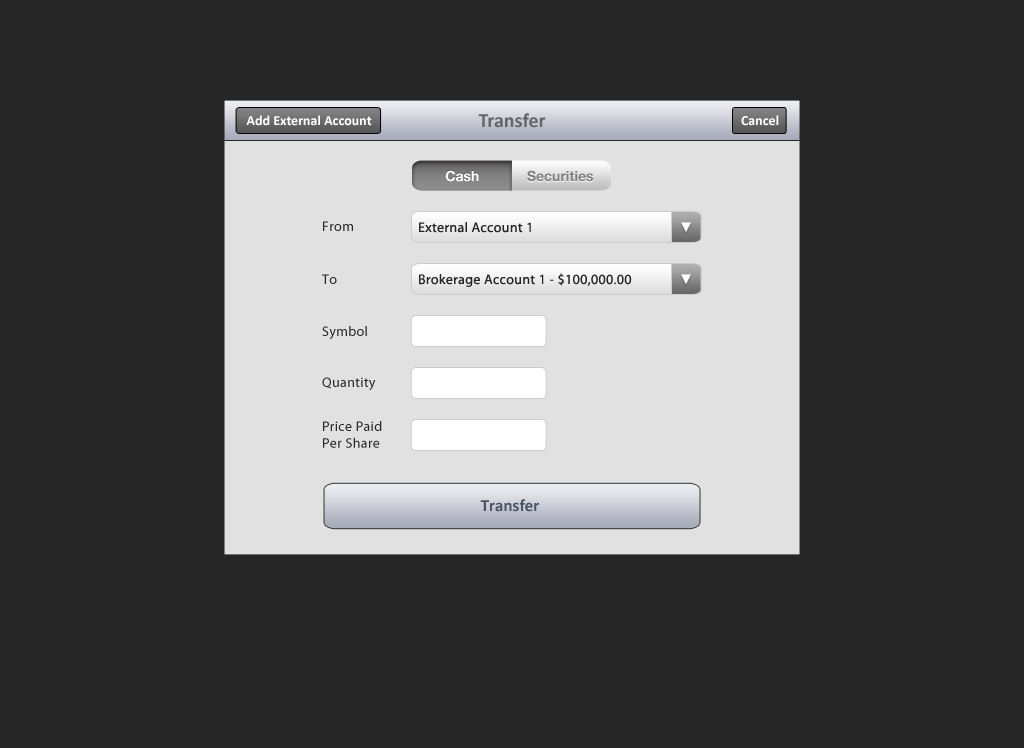 Add External Account
Transfer
Cancel
Cash
Securities
From
External Account 1
To
Brokerage Account 1 - $100,000.00
Symbol
Quantity
Price Paid
Per Share
Transfer